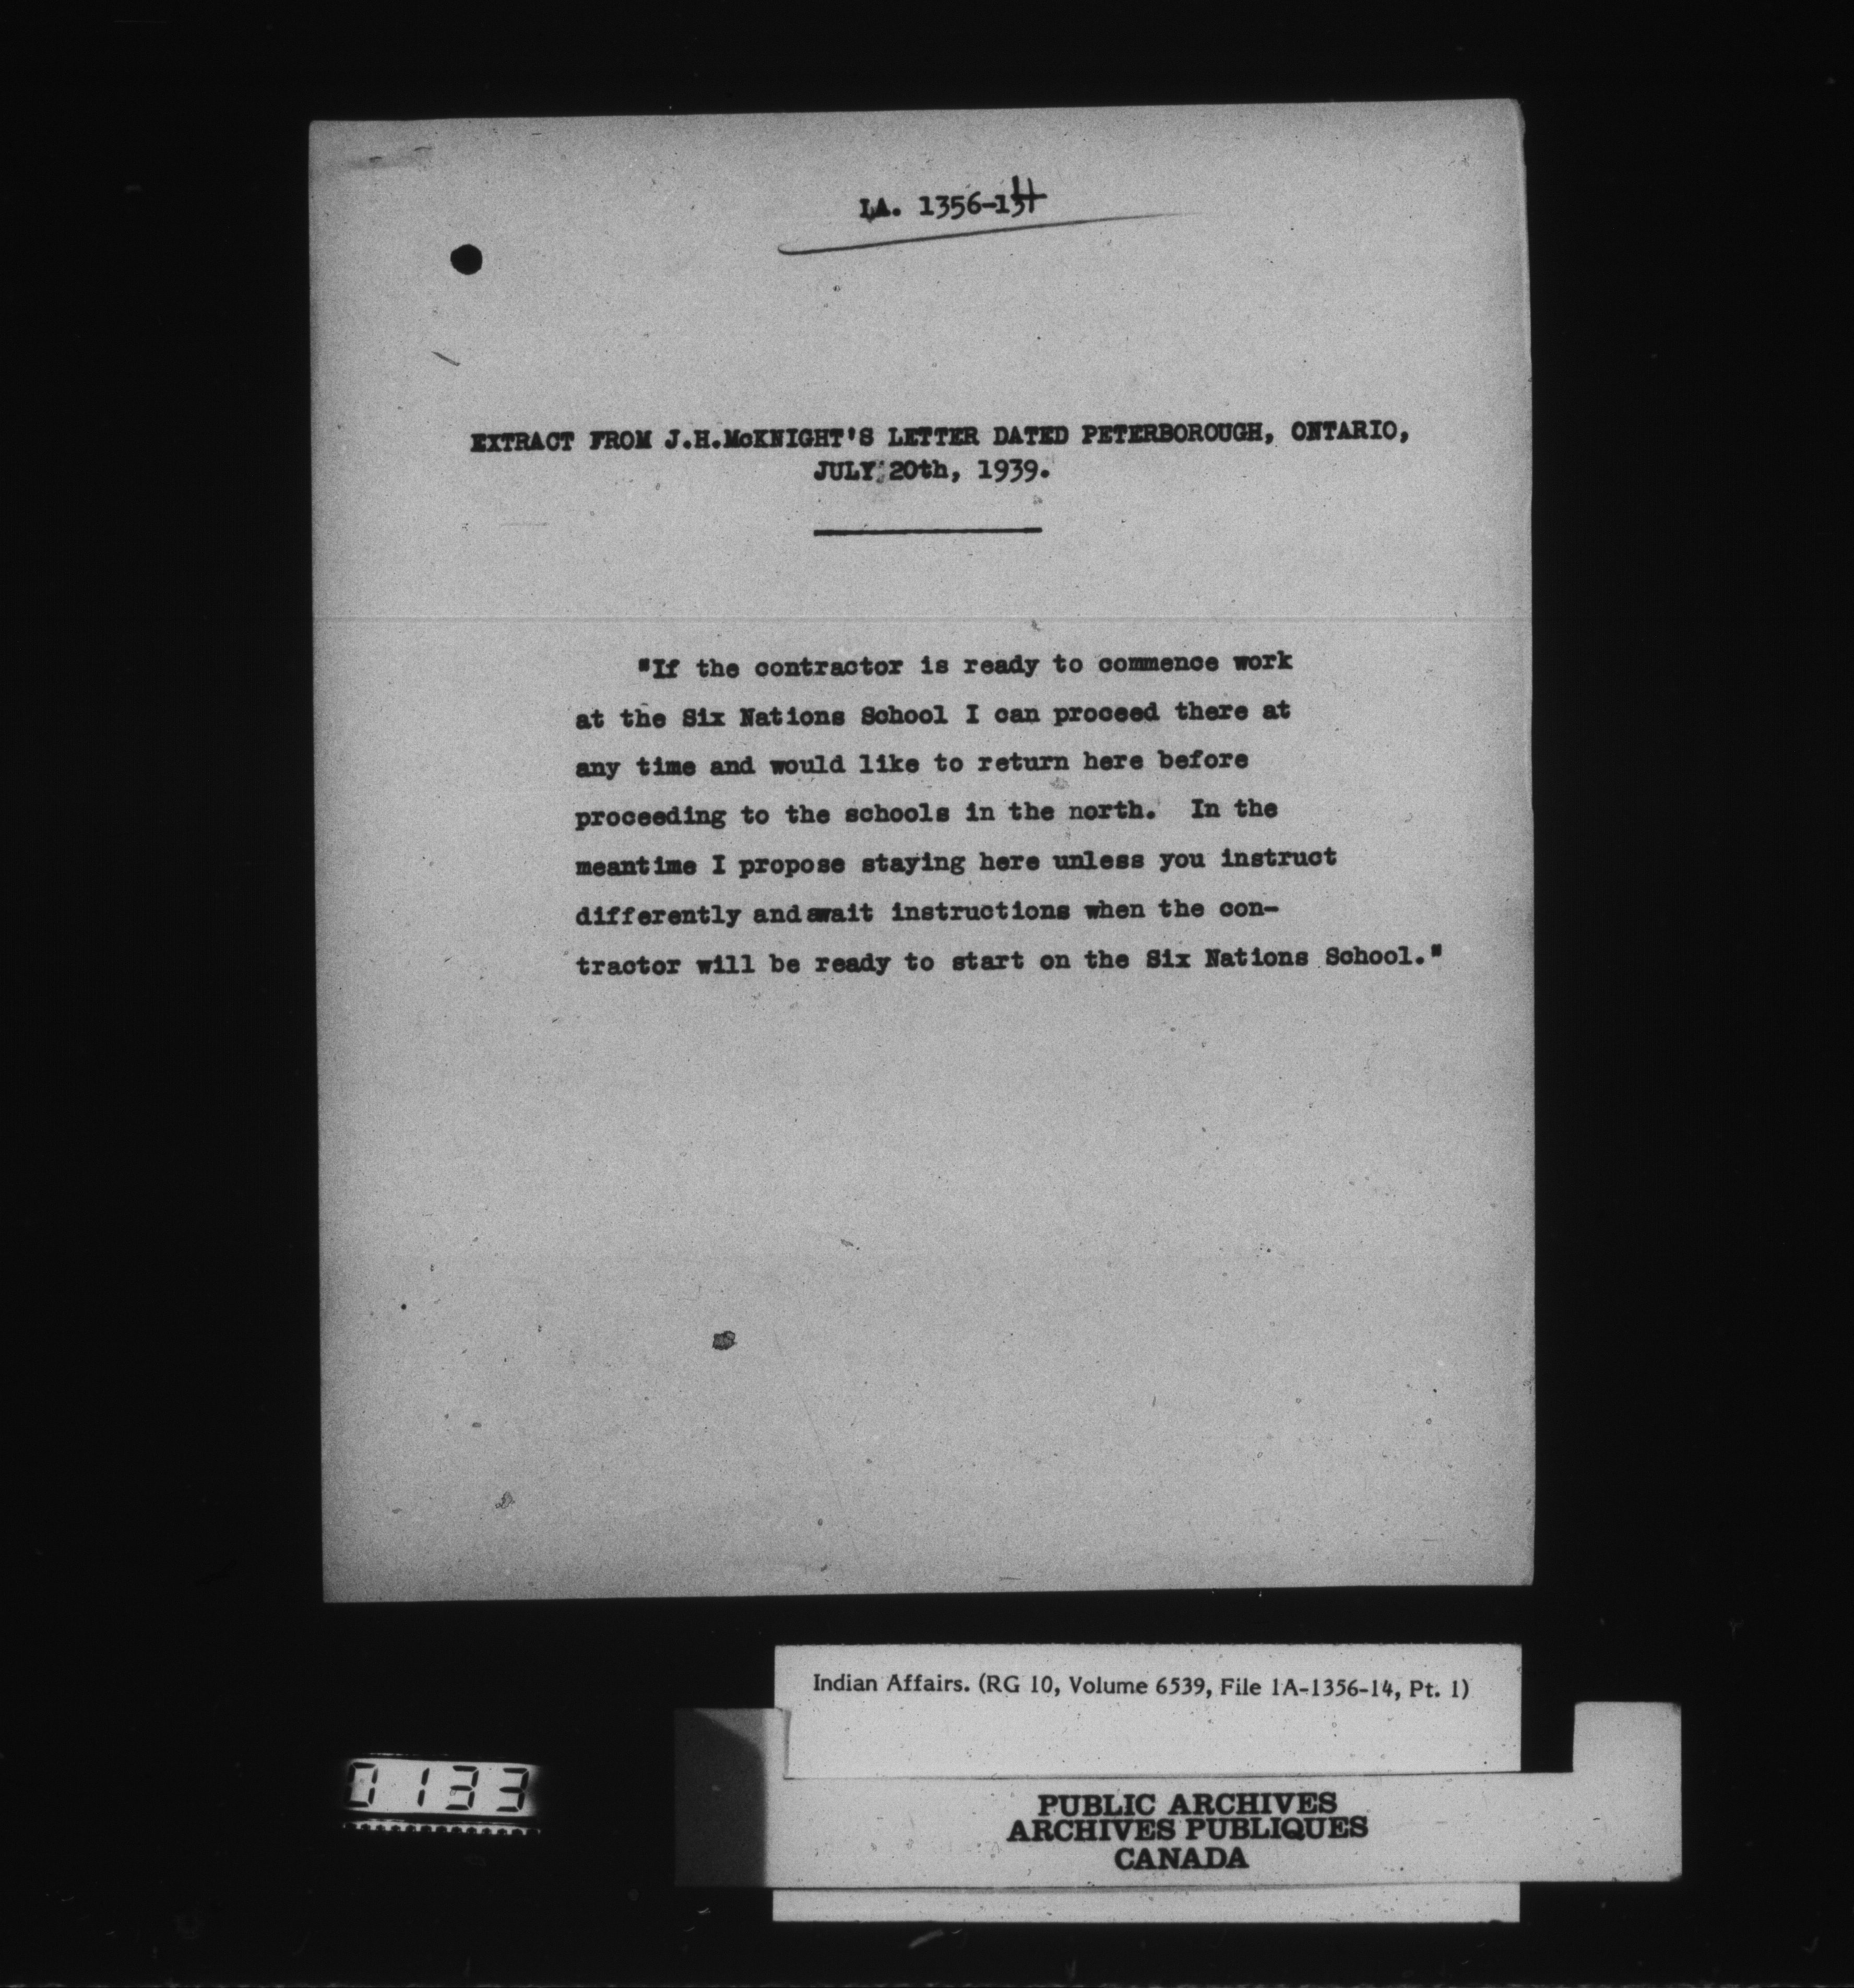 1A. 1356-14
EXTRACT FROM J.H.McKNIGHT'S LETTER DATED PETERBOROUGH, ONTARIO,
JULY 20th, 1939.
"If the contractor is ready to commence work
at the Six Nations School I can proceed there at
any time and would like to return here before
proceeding to the schools in the north. In the
meantime I propose staying here unless you instruct
differently and await instructions when the con-
tractor will be ready to start on the Six Nations School."
Indian Affairs. (RG 10, Volume 6539, File 1A-1356-14, Pt. 1)
0133
PUBLIC ARCHIVES
ARCHIVES PUBLIQUES
CANADA